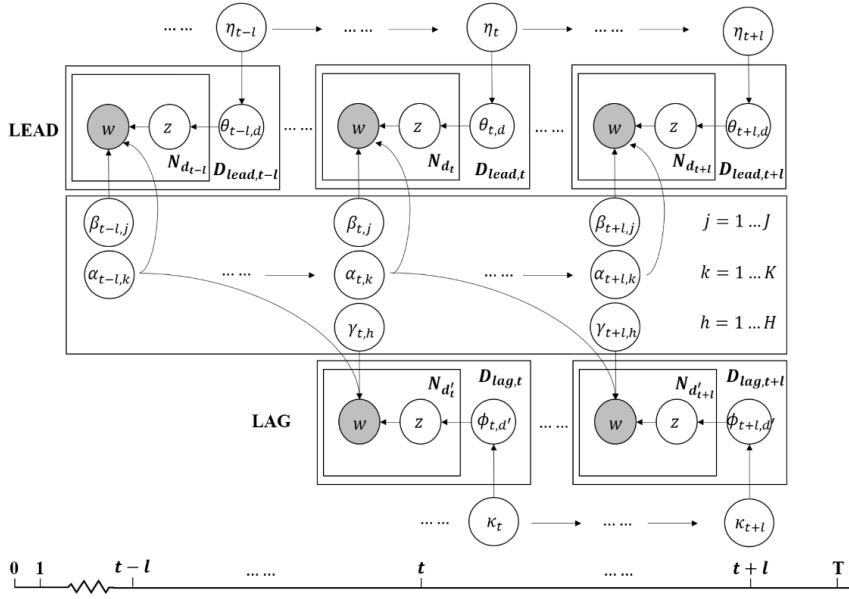 …… η_{t−l} …… η_t …… η_{t+l}
LEAD w z θ_{t−l,d} …… w z θ_{t,d} …… w z θ_{t+l,d}
N_{d_{t−l}} D_{lead,t−l} N_{d_t} D_{lead,t} N_{d_{t+l}} D_{lead,t+l}
β_{t−l,j} β_{t,j} β_{t+l,j} j = 1 … J
α_{t−l,k} …… α_{t,k} …… α_{t+l,k} k = 1 … K
γ_{t,h} γ_{t+l,h} h = 1 … H
N_{d′_t} D_{lag,t} N_{d′_{t+l}} D_{lag,t+l}
LAG w z ϕ_{t,d′} …… w z ϕ_{t+l,d′}
…… κ_t …… κ_{t+l}
0 1 t − l …… t …… t + l T